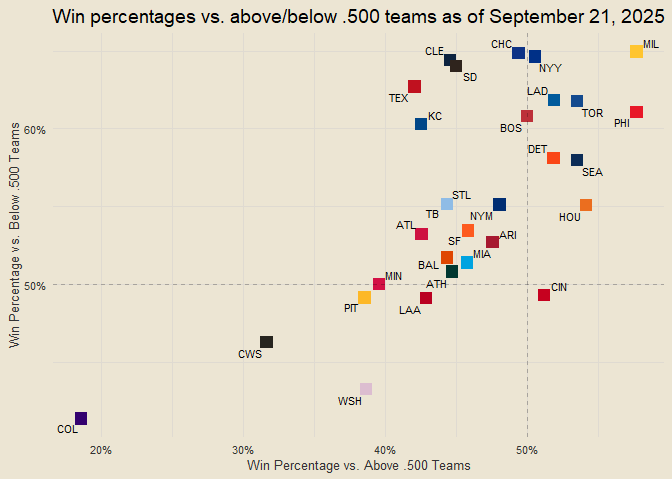 Win percentages vs. above/below .500 teams as of September 21, 2025
CHC
MIL
CLE
SD
NYY
TEX
LAD
TOR
KC
PHI
BOS
60%
DET
SEA
STL
TB
NYM
HOU
ATL
SF
ARI
MIA
BAL
ATH
MIN
50%
CIN
PIT
LAA
CWS
WSH
COL
20%
30%
40%
50%
Win Percentage vs. Above .500 Teams
Win Percentage vs. Below .500 Teams